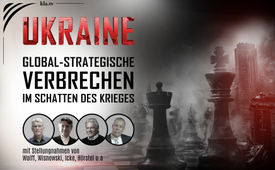 kla.tv
UKRAINE
GLOBAL-STRATEGISCHE
VERBRECHEN
IM SCHATTEN DES KRIEGES
mit Stellungnahmen von
Wolff, Wisnewski, Icke, Hörstel u a